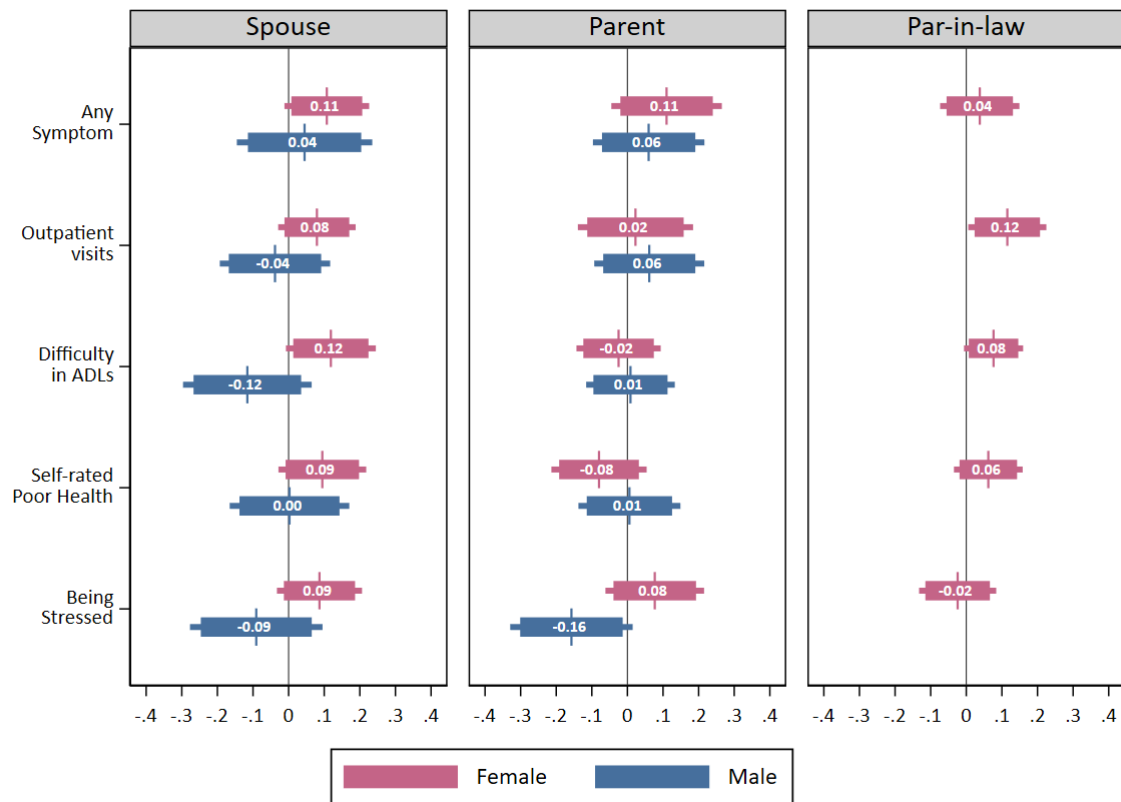 Spouse
Parent
Par-in-law
Any
Symptom
0.11
0.04
0.11
0.06
0.04
Outpatient
visits
0.08
-0.04
0.02
0.06
0.12
Difficulty
in ADLs
0.12
-0.12
-0.02
0.01
0.08
Self-rated
Poor Health
0.09
0.00
-0.08
0.01
0.06
Being
Stressed
0.09
-0.09
0.08
-0.16
-0.02
-.4 -.3 -.2 -.1 0 .1 .2 .3 .4
-.4 -.3 -.2 -.1 0 .1 .2 .3 .4
-.4 -.3 -.2 -.1 0 .1 .2 .3 .4
Female
Male